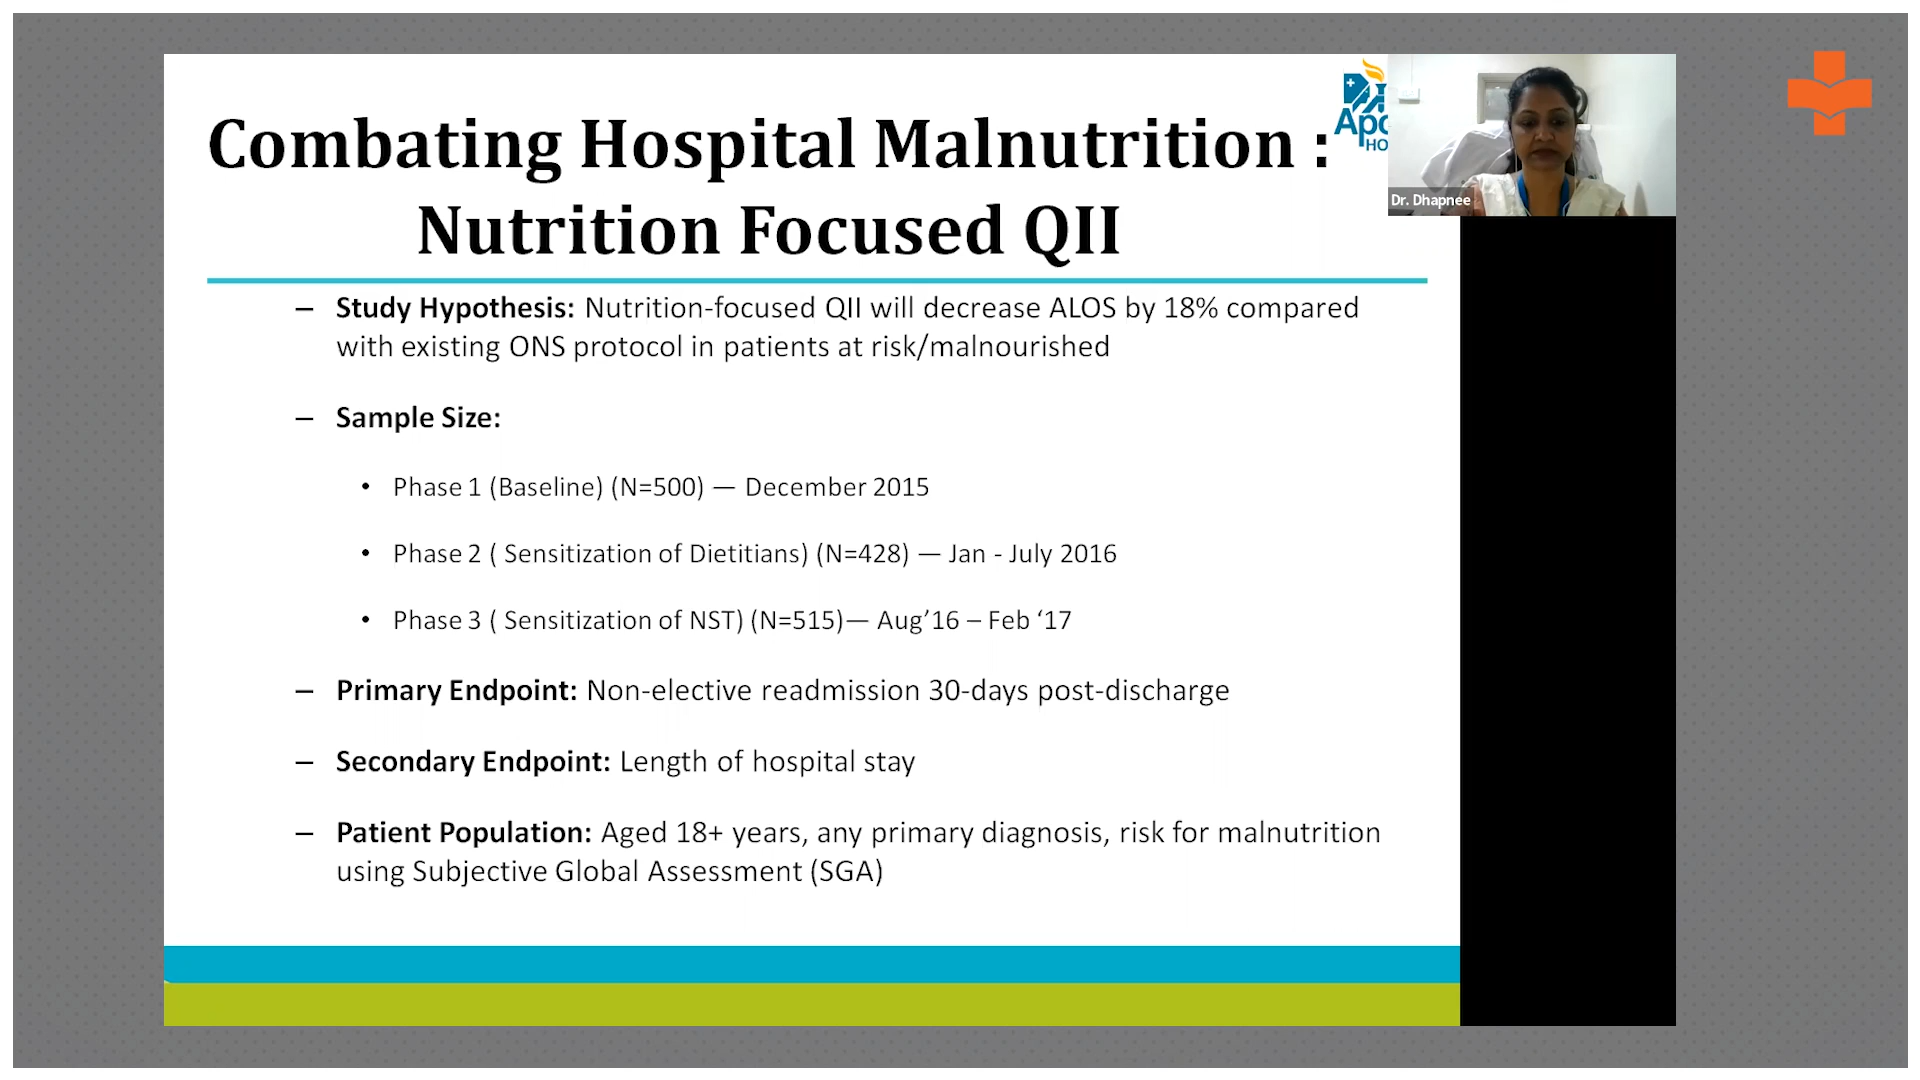 Combating Hospital Malnutrition :
Nutrition Focused QII
Apo
HO
Dr. Dhapnee
– Study Hypothesis: Nutrition-focused QII will decrease ALOS by 18% compared
with existing ONS protocol in patients at risk/malnourished
– Sample Size:
• Phase 1 (Baseline) (N=500) — December 2015
• Phase 2 ( Sensitization of Dietitians) (N=428) — Jan - July 2016
• Phase 3 ( Sensitization of NST) (N=515)— Aug’16 – Feb ‘17
– Primary Endpoint: Non-elective readmission 30-days post-discharge
– Secondary Endpoint: Length of hospital stay
– Patient Population: Aged 18+ years, any primary diagnosis, risk for malnutrition
using Subjective Global Assessment (SGA)